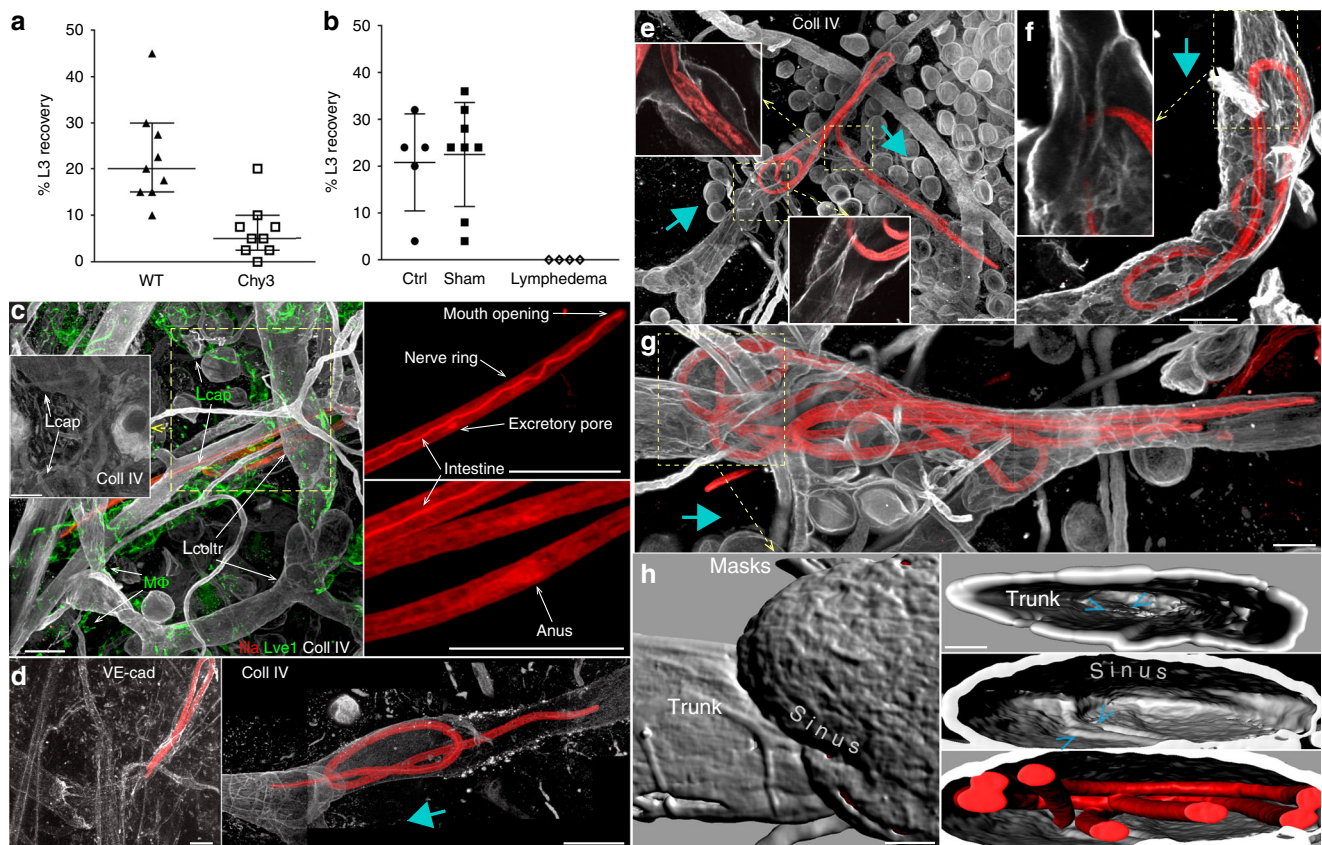 a
50
40
30
20
10
0
% L3 recovery
WT
Chy3
b
50
40
30
20
10
0
% L3 recovery
Ctrl
Sham
Lymphedema
c
Lcap
Coll IV
Lcap
Lcoltr
MΦ
Lve1 Coll IV
Mouth opening
Nerve ring
Excretory pore
Intestine
Anus
d
VE-cad
Coll IV
e
Coll IV
f
g
h
Masks
Trunk
Sinus
Trunk
Sinus